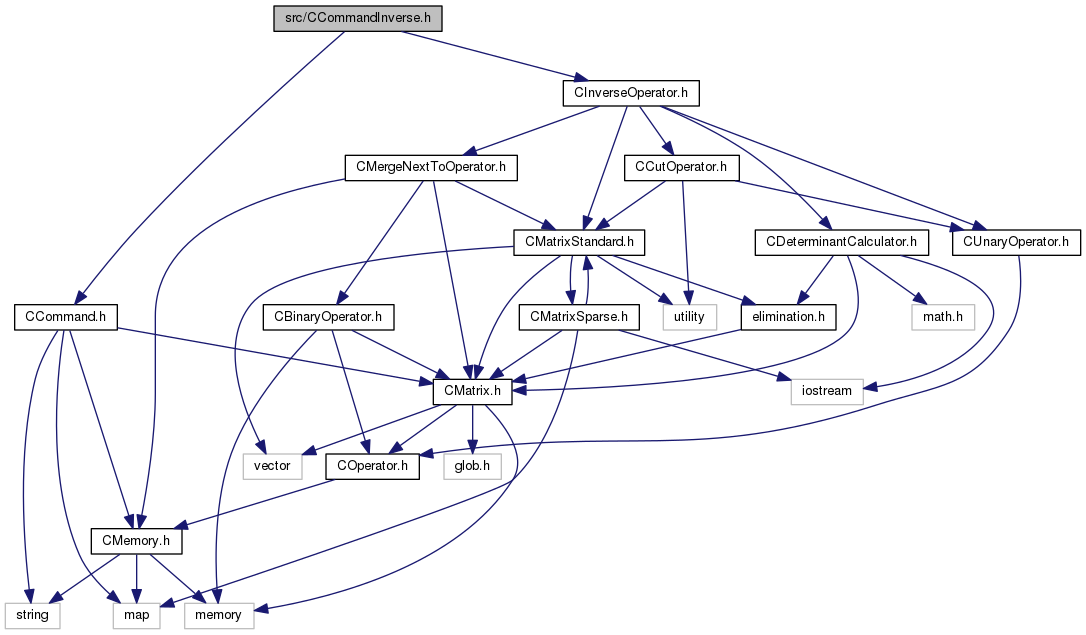 src/CCommandInverse.h
CInverseOperator.h
CMergeNextToOperator.h
CCutOperator.h
CMatrixStandard.h
CDeterminantCalculator.h
CUnaryOperator.h
CCommand.h
CBinaryOperator.h
CMatrixSparse.h
utility
elimination.h
math.h
CMatrix.h
iostream
vector
COperator.h
glob.h
CMemory.h
string
map
memory